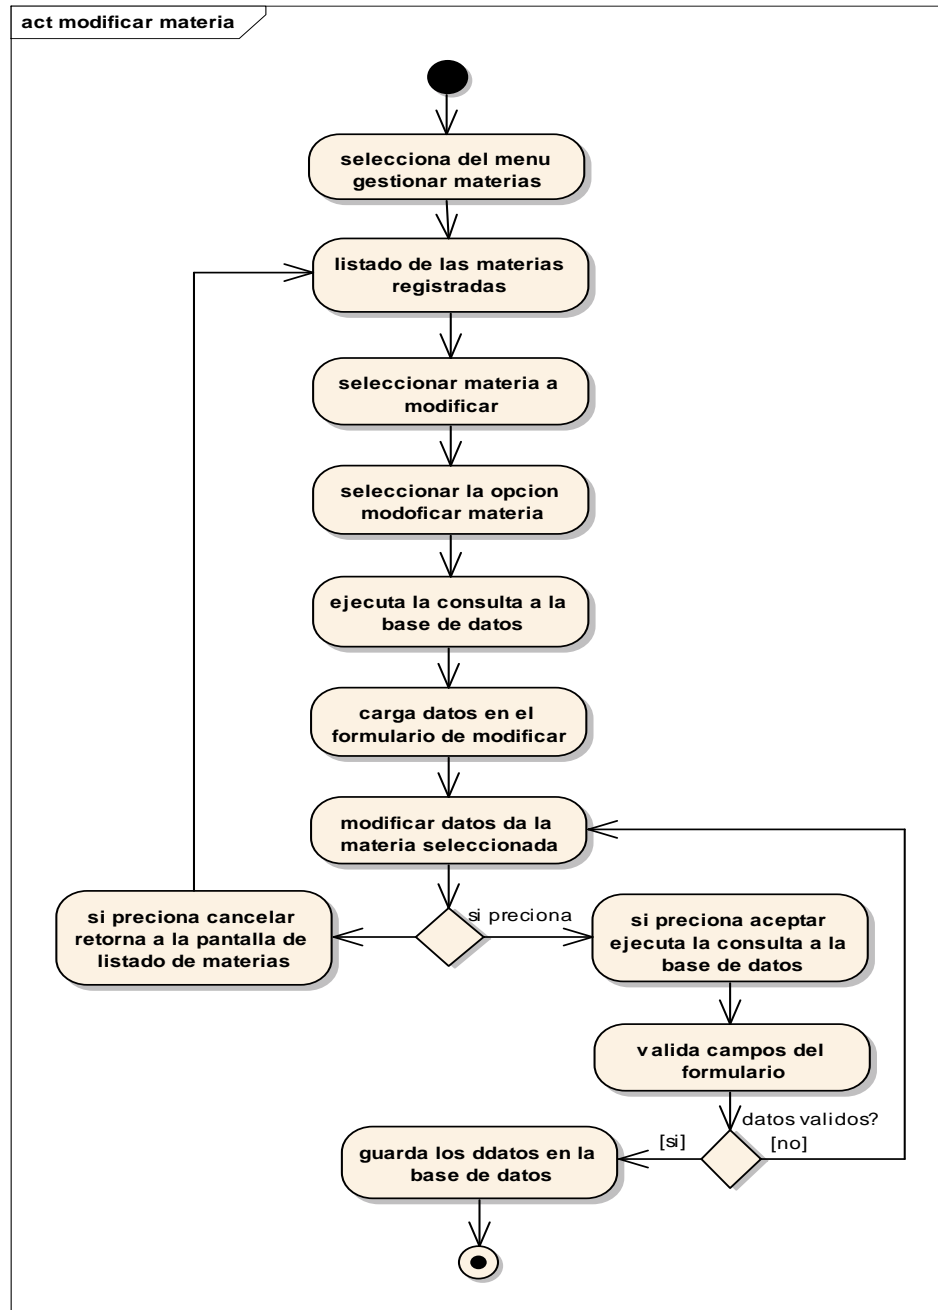 act modificar materia
selecciona del menu
gestionar materias
listado de las materias
registradas
seleccionar materia a
modificar
seleccionar la opcion
modoficar materia
ejecuta la consulta a la
base de datos
carga datos en el
formulario de modificar
modificar datos da la
materia seleccionada
si preciona cancelar
retorna a la pantalla de
listado de materias
si preciona
si preciona aceptar
ejecuta la consulta a la
base de datos
valida campos del
formulario
datos validos?
[si]
[no]
guarda los ddatos en la
base de datos